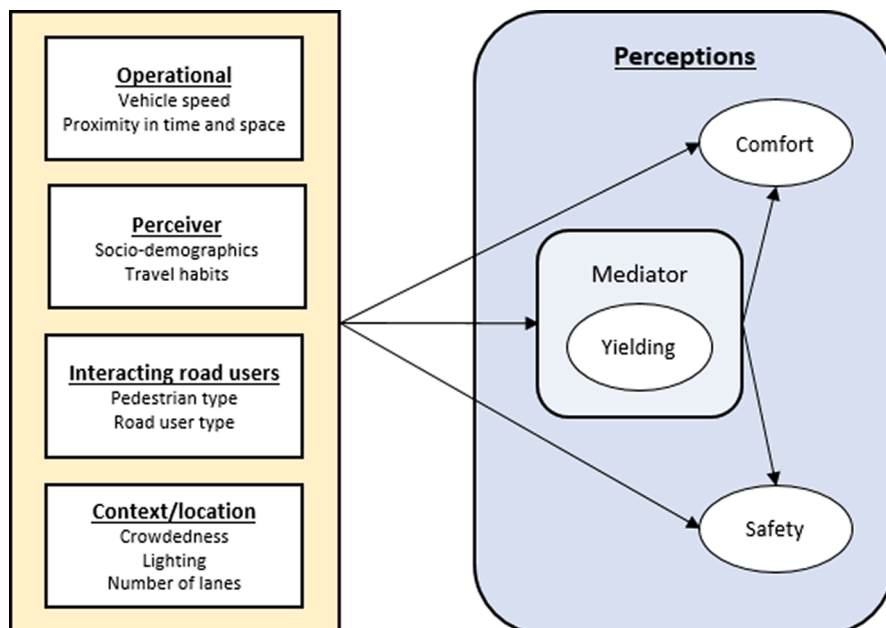 Operational
Vehicle speed
Proximity in time and space
Perceiver
Socio-demographics
Travel habits
Interacting road users
Pedestrian type
Road user type
Context/location
Crowdedness
Lighting
Number of lanes
Perceptions
Comfort
Mediator
Yielding
Safety